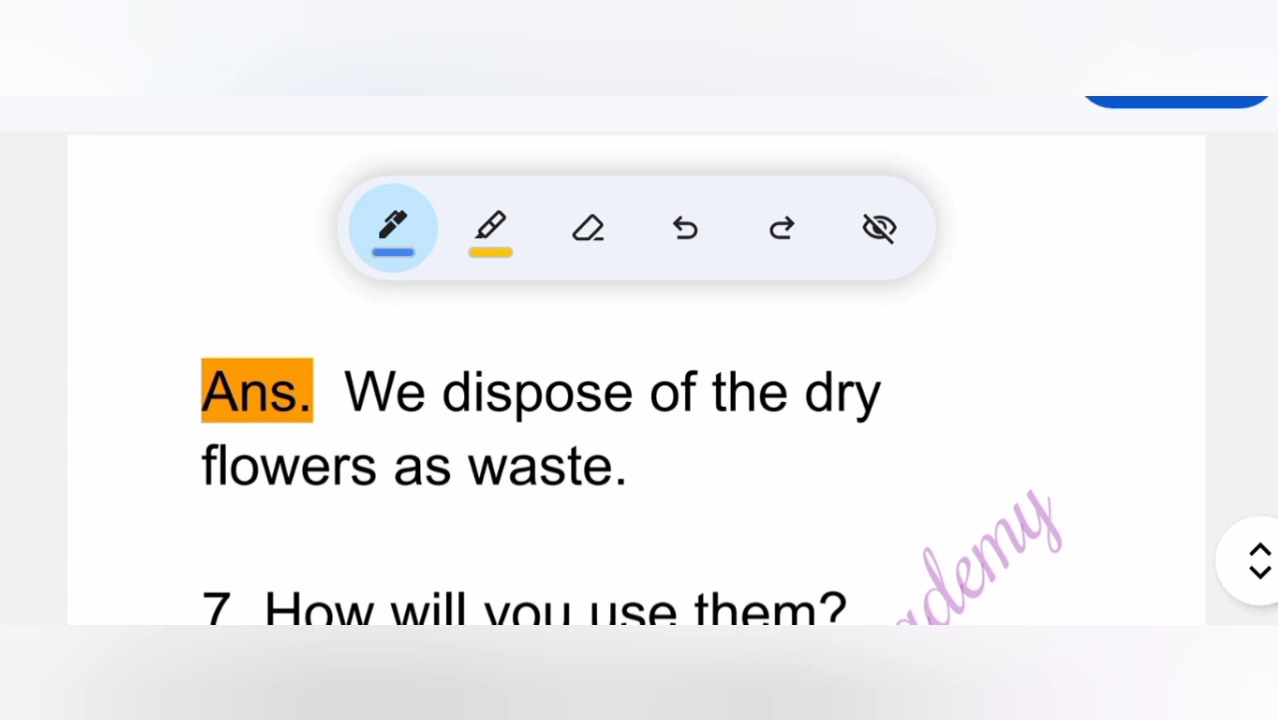 Ans. We dispose of the dry
flowers as waste.
7 How will you use them?